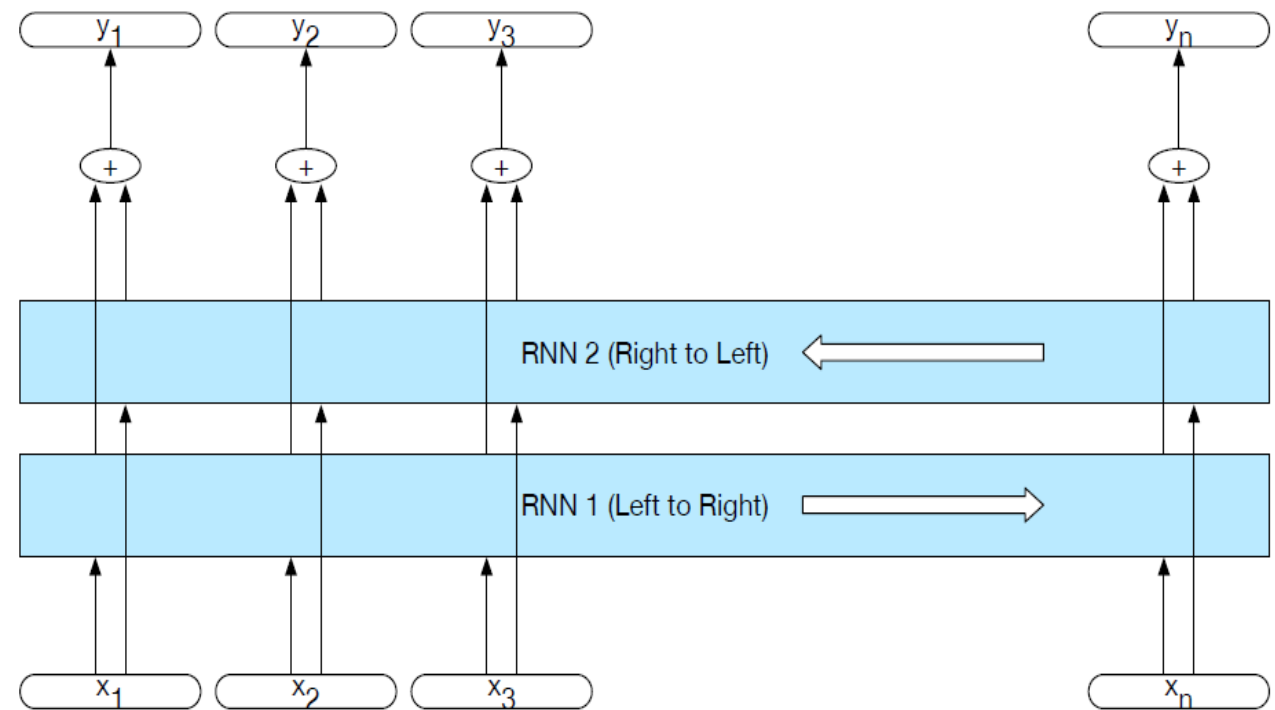 y1 y2 y3 yn
+ + + +
RNN 2 (Right to Left)
RNN 1 (Left to Right)
x1 x2 x3 xn